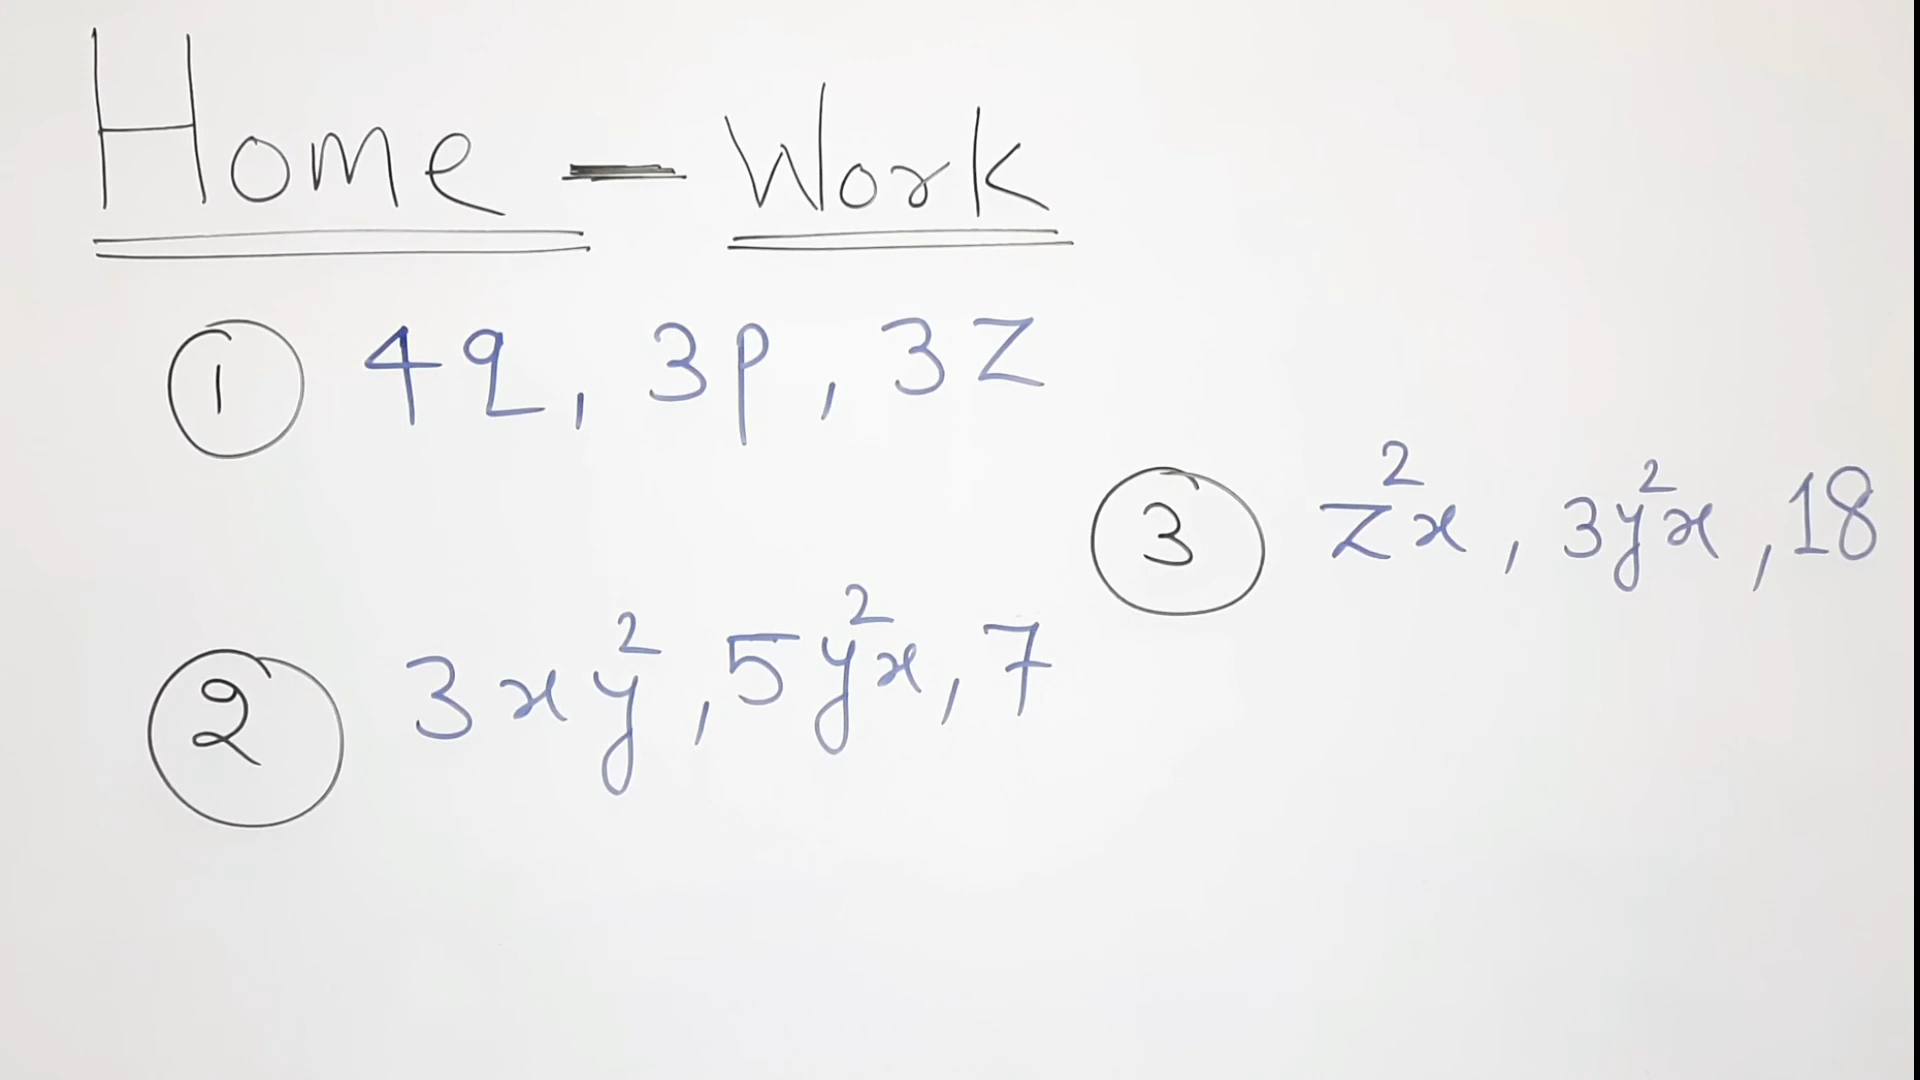 Home - Work
① 4q, 3p, 3z
② 3xy², 5y²x, 7
③ z²x, 3y²x, 18